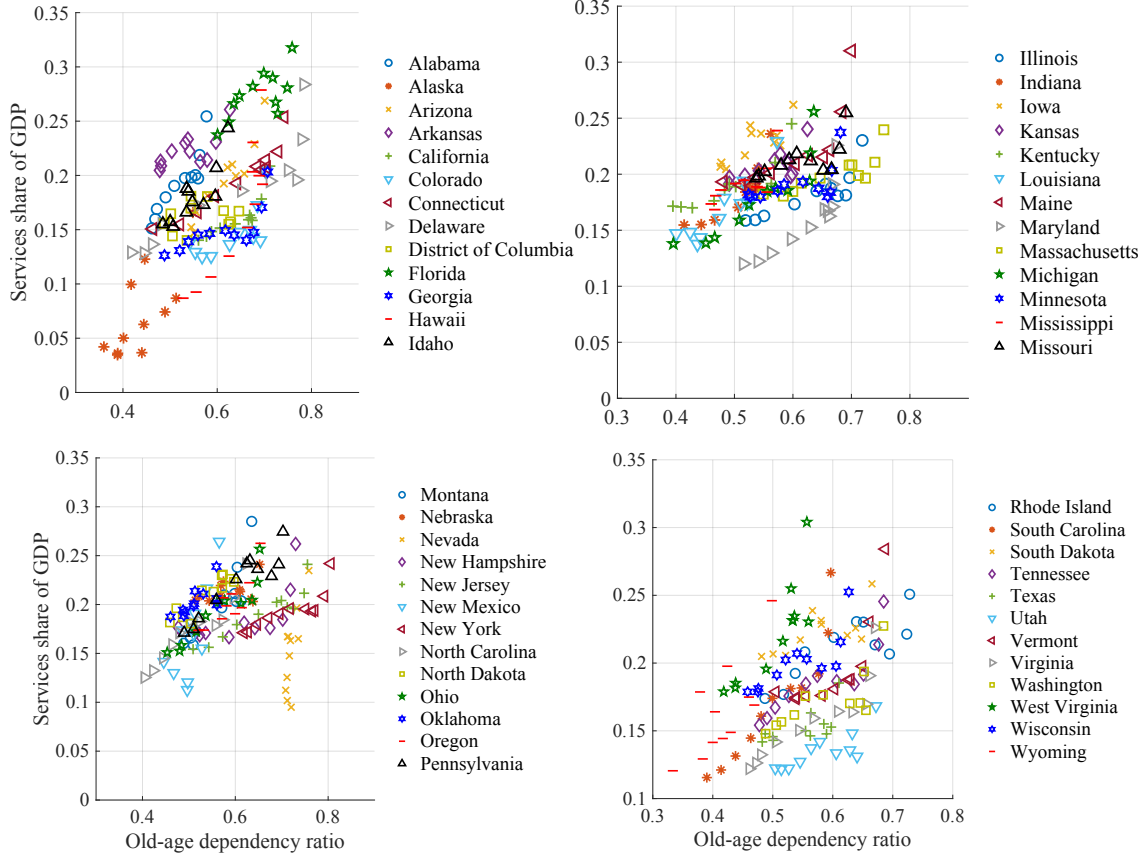 Services share of GDP
0.35
0.3
0.25
0.2
0.15
0.1
0.05
0
0.4
0.6
0.8
Alabama
Alaska
Arizona
Arkansas
California
Colorado
Connecticut
Delaware
District of Columbia
Florida
Georgia
Hawaii
Idaho
0.35
0.3
0.25
0.2
0.15
0.1
0.05
0
0.3
0.4
0.5
0.6
0.7
0.8
Illinois
Indiana
Iowa
Kansas
Kentucky
Louisiana
Maine
Maryland
Massachusetts
Michigan
Minnesota
Mississippi
Missouri
Services share of GDP
0.35
0.3
0.25
0.2
0.15
0.1
0.05
0
0.4
0.6
0.8
Old-age dependency ratio
Montana
Nebraska
Nevada
New Hampshire
New Jersey
New Mexico
New York
North Carolina
North Dakota
Ohio
Oklahoma
Oregon
Pennsylvania
0.35
0.3
0.25
0.2
0.15
0.1
0.3
0.4
0.5
0.6
0.7
0.8
Old-age dependency ratio
Rhode Island
South Carolina
South Dakota
Tennessee
Texas
Utah
Vermont
Virginia
Washington
West Virginia
Wisconsin
Wyoming